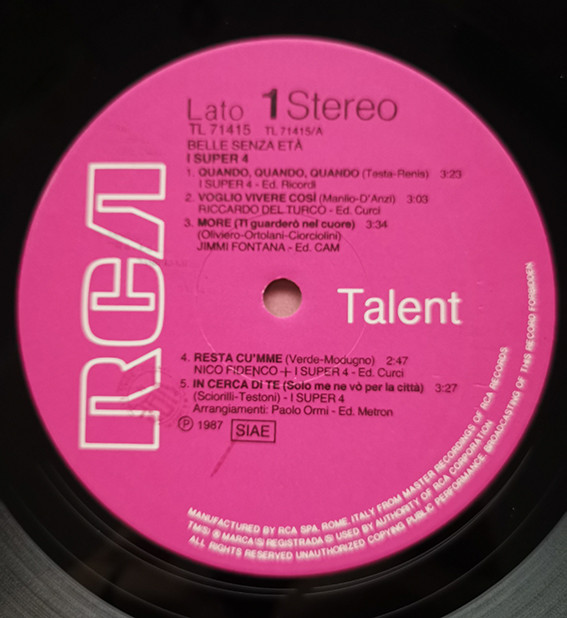 Lato 1 Stereo
TL 71415 TL 71415/A
BELLE SENZA ETÀ
I SUPER 4
1. QUANDO, QUANDO, QUANDO (Testa-Renis) 3:23
I SUPER 4 - Ed. Ricordi
2. VOGLIO VIVERE COSÌ (Manlio-D'Anzi) 3:03
RICCARDO DEL TURCO - Ed. Curci
3. MORE (Ti guarderò nel cuore) 3:34
(Oliviero-Ortolani-Ciorciolini)
JIMMI FONTANA - Ed. CAM
RCA
Talent
4. RESTA CU'MME (Verde-Modugno) 2:47
NICO FIDENCO + I SUPER 4 - Ed. Curci
5. IN CERCA DI TE (Solo me ne vò per la città) 3:27
(Sciorilli-Testoni) - I SUPER 4
Arrangiamenti: Paolo Ormi - Ed. Metron
Ⓟ 1987 SIAE
MANUFACTURED BY RCA SPA, ROME, ITALY FROM MASTER RECORDINGS OF RCA RECORDS
TM(S) ® MARCA(S) REGISTRADA(S) USED BY AUTHORITY OF RCA CORPORATION
ALL RIGHTS RESERVED UNAUTHORIZED COPYING PUBLIC PERFORMANCE BROADCASTING OF THIS RECORD FORBIDDEN